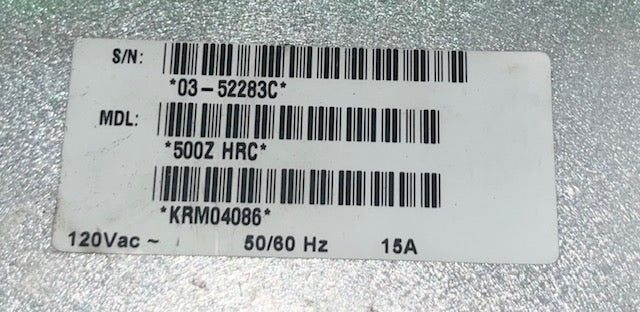 S/N:
*03-52283C*
MDL:
*500Z HRC*
*KRM04086*
120Vac ~ 50/60 Hz 15A